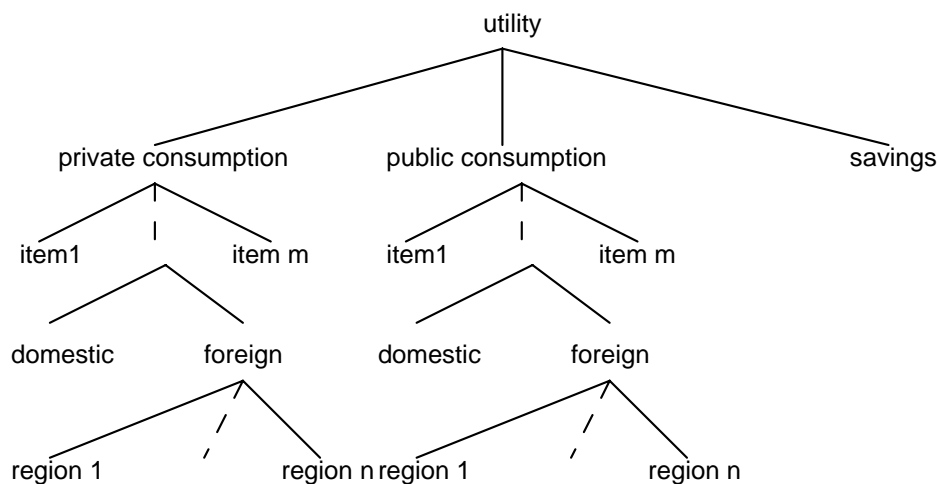 utility
private consumption public consumption savings
item1 item m item1 item m
domestic foreign domestic foreign
region 1 region n region 1 region n